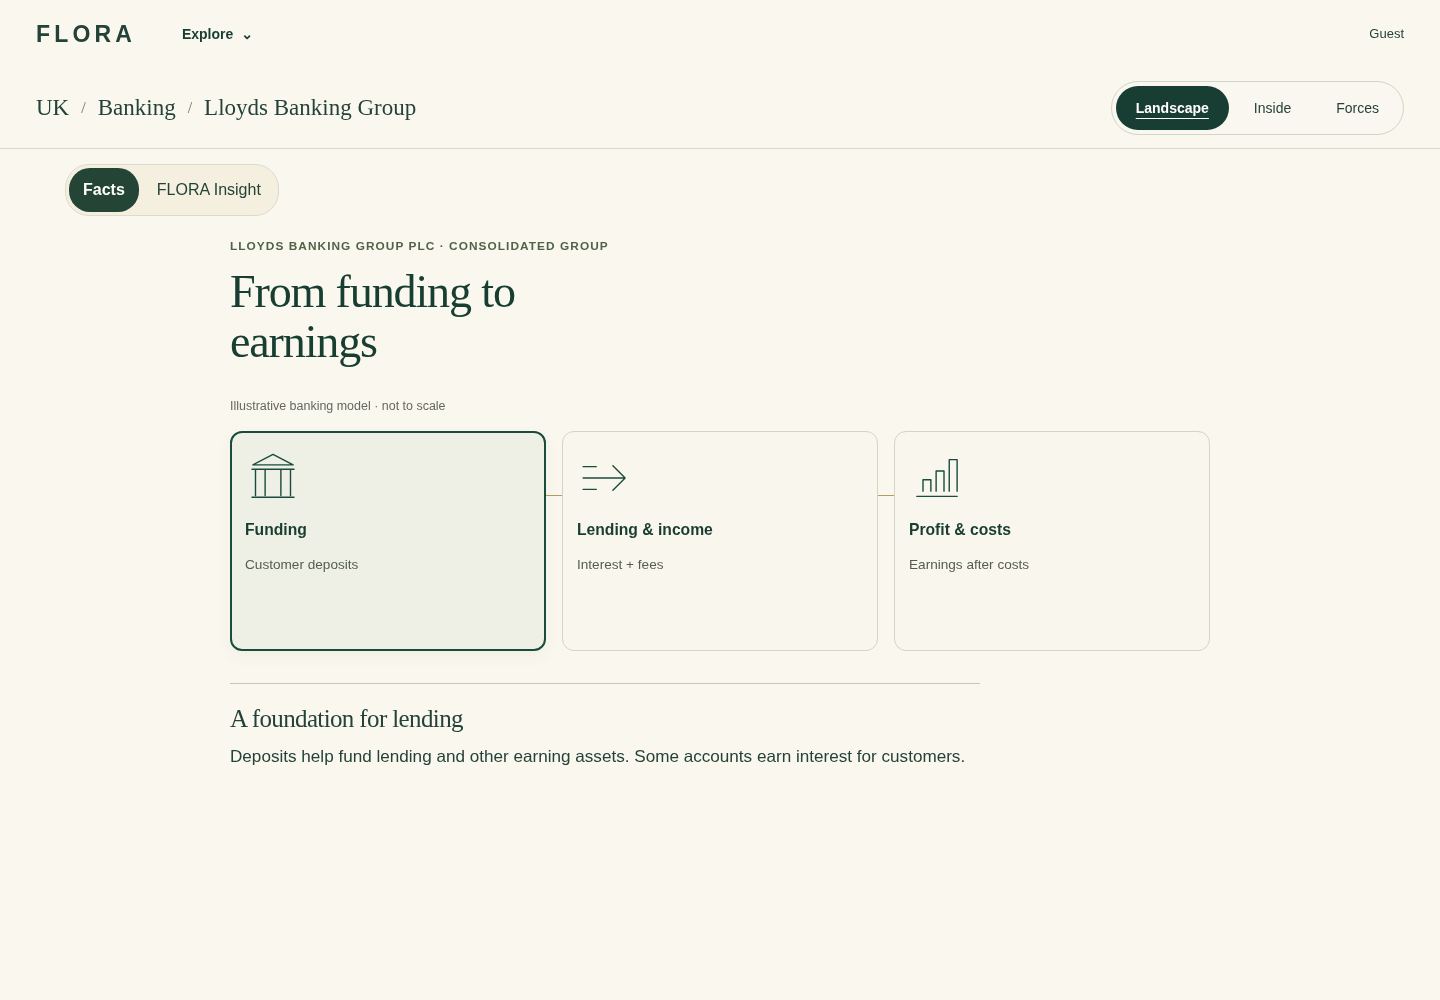 FLORA
Explore
Guest
UK / Banking / Lloyds Banking Group
Landscape
Inside
Forces
Facts
FLORA Insight
LLOYDS BANKING GROUP PLC · CONSOLIDATED GROUP
From funding to
earnings
Illustrative banking model · not to scale
Funding
Customer deposits
Lending & income
Interest + fees
Profit & costs
Earnings after costs
A foundation for lending
Deposits help fund lending and other earning assets. Some accounts earn interest for customers.